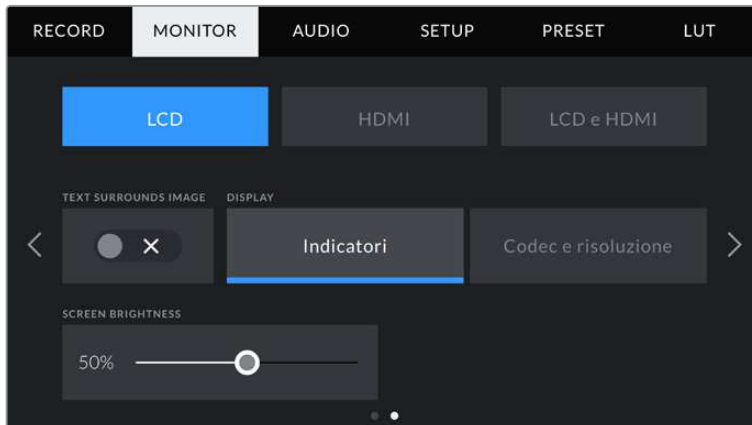 RECORD MONITOR AUDIO SETUP PRESET LUT
LCD HDMI LCD e HDMI
TEXT SURROUNDS IMAGE DISPLAY
Indicatori Codec e risoluzione
SCREEN BRIGHTNESS
50%